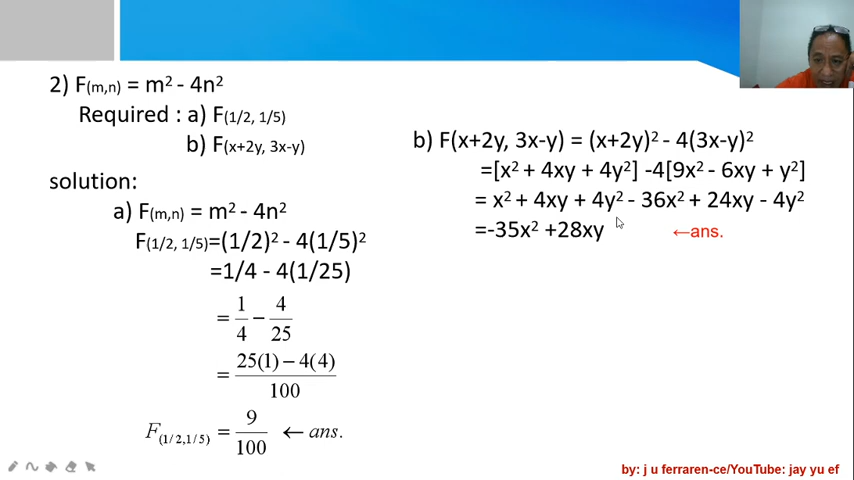 2) F(m,n) = m² - 4n²
Required : a) F(1/2, 1/5)
b) F(x+2y, 3x-y)
solution:
a) F(m,n) = m² - 4n²
F(1/2, 1/5)=(1/2)² - 4(1/5)²
=1/4 - 4(1/25)
= 1/4 − 4/25
= 25(1) − 4(4) / 100
F(1/2,1/5) = 9/100 ← ans.
b) F(x+2y, 3x-y) = (x+2y)² - 4(3x-y)²
=[x² + 4xy + 4y²] -4[9x² - 6xy + y²]
= x² + 4xy + 4y² - 36x² + 24xy - 4y²
=-35x² +28xy ←ans.
by: j u ferraren-ce/YouTube: jay yu ef